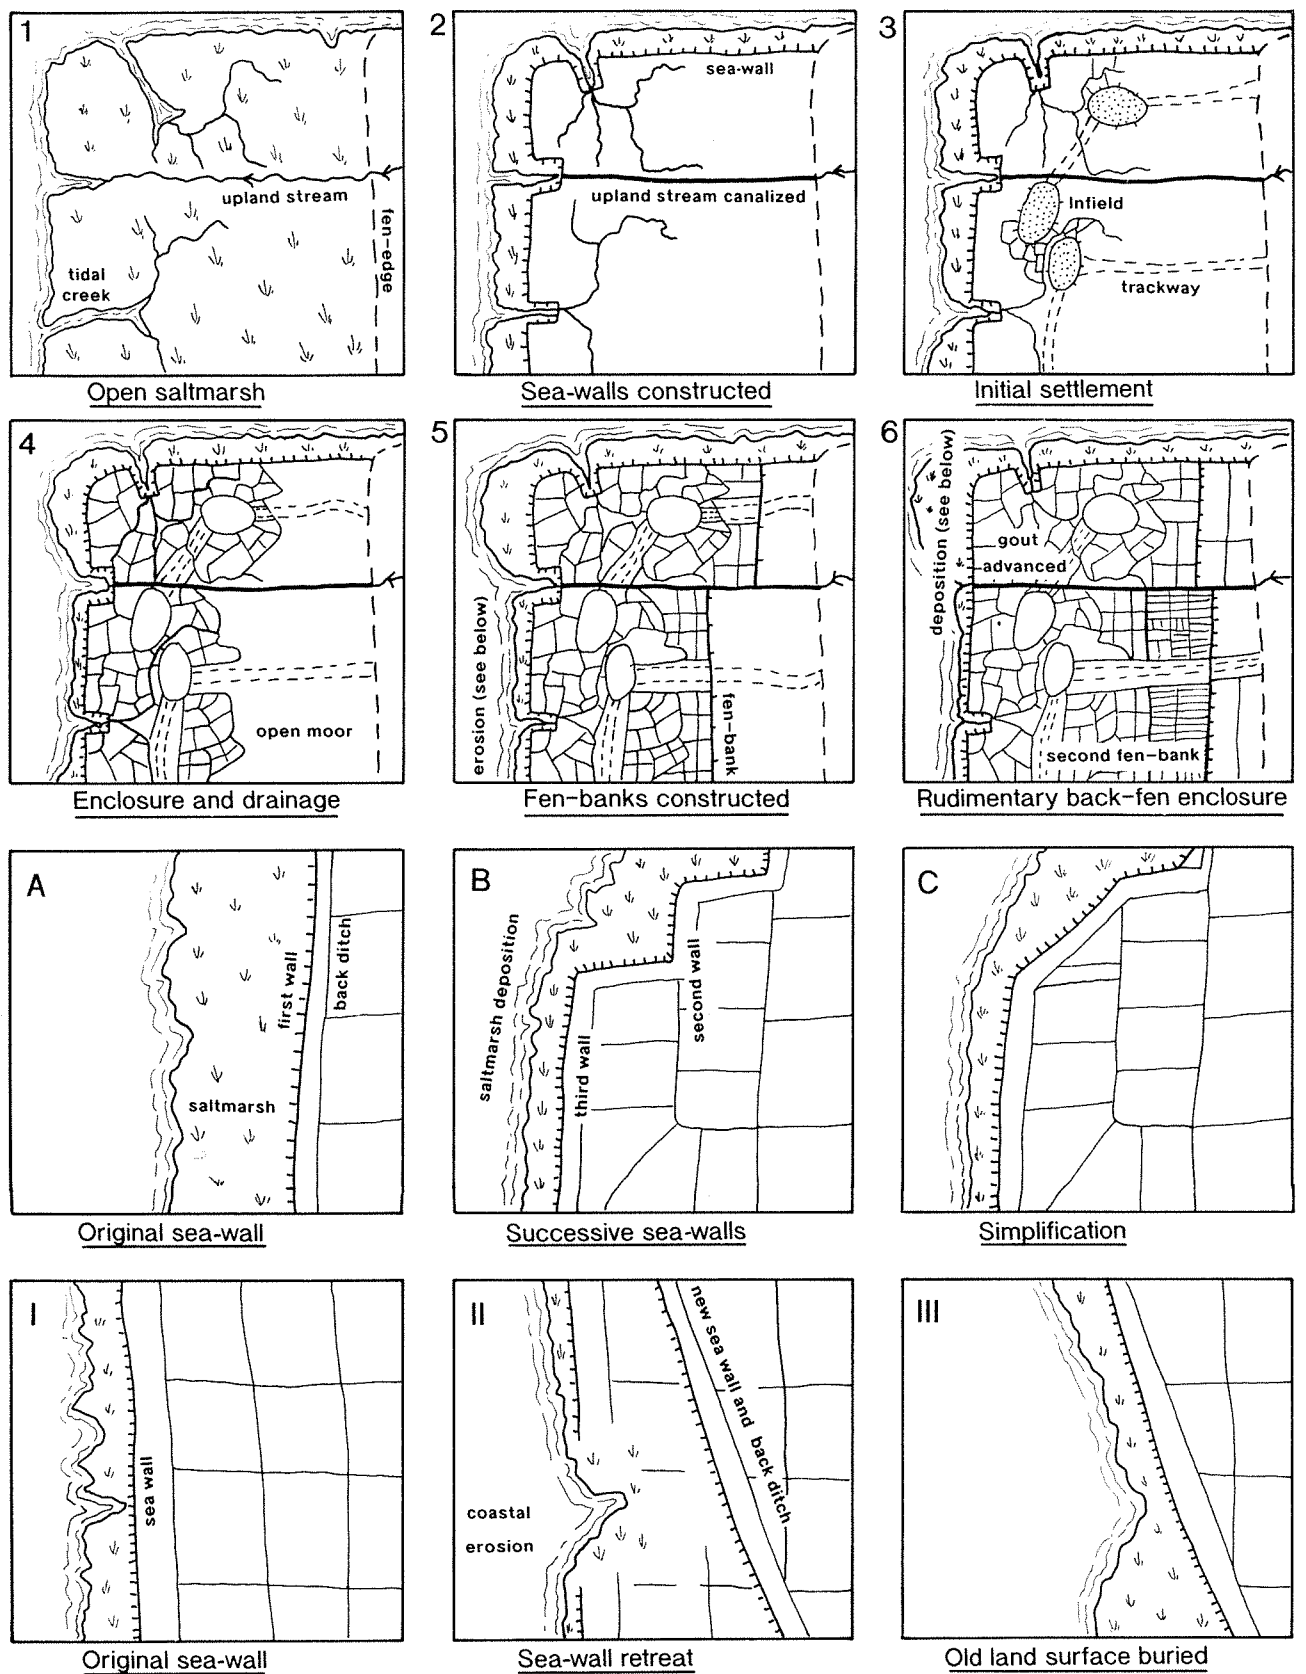 1
upland stream
fen-edge
tidal
creek
Open saltmarsh
2
sea-wall
upland stream canalized
Sea-walls constructed
3
Infield
trackway
Initial settlement
4
open moor
Enclosure and drainage
5
erosion (see below)
fen-bank
Fen-banks constructed
6
deposition (see below)
gout
advanced
second fen-bank
Rudimentary back-fen enclosure
A
first wall
back ditch
saltmarsh
Original sea-wall
B
saltmarsh deposition
second wall
third wall
Successive sea-walls
C
Simplification
I
sea wall
Original sea-wall
II
new sea wall and back ditch
coastal
erosion
Sea-wall retreat
III
Old land surface buried